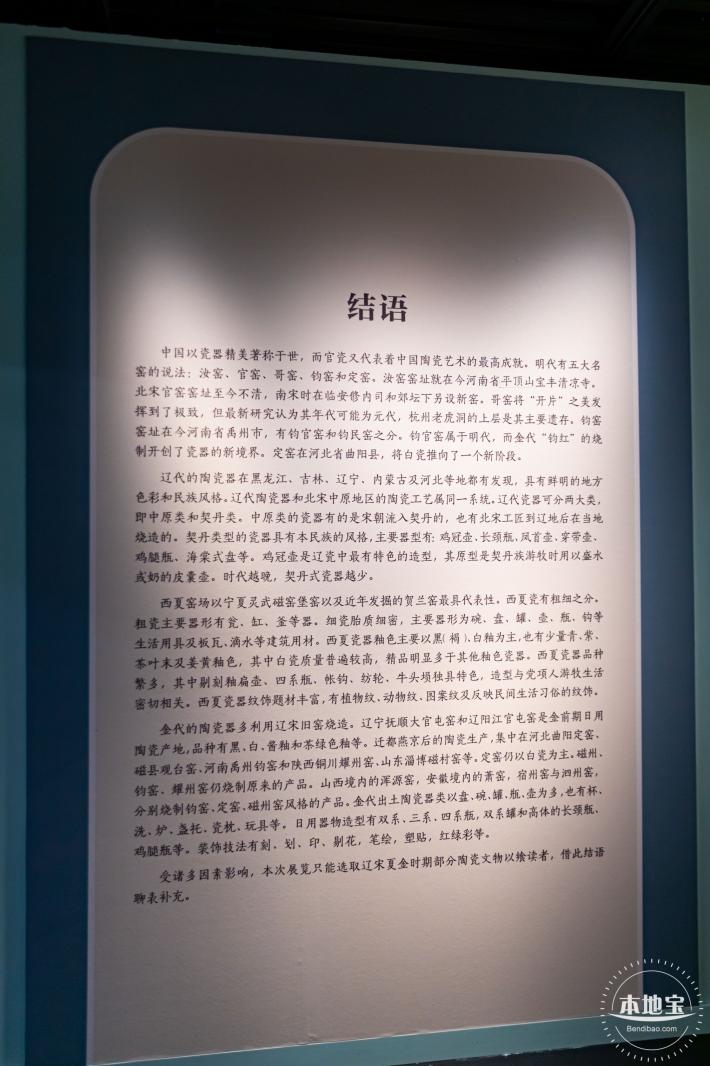 结语
中国以瓷器精美著称于世，而官瓷又代表着中国陶瓷艺术的最高成就。明代有五大名
窑的说法：汝窑、官窑、哥窑、钧窑和定窑。汝窑窑址就在今河南省平顶山宝丰清凉寺。
北宋官窑窑址至今不清，南宋时在临安修内司和郊坛下另设新窑。哥窑将“开片”之美发
挥到了极致，但最新研究认为其年代可能为元代，杭州老虎洞的上层是其主要遗存。钧窑
窑址在今河南省禹州市，有钧官窑和钧民窑之分。钧官窑属于明代，而金代“钧红”的烧
制开创了瓷器的新境界。定窑在河北省曲阳县，将白瓷推向了一个新阶段。
辽代的陶瓷器在黑龙江、吉林、辽宁、内蒙古及河北等地都有发现，具有鲜明的地方
色彩和民族风格。辽代陶瓷器和北宋中原地区的陶瓷工艺属同一系统。辽代瓷器可分两大类，
即中原类和契丹类。中原类的瓷器有的是宋朝流入契丹的，也有北宋工匠到辽地后在当地
烧造的。契丹类型的瓷器具有本民族的风格，主要器型有：鸡冠壶、长颈瓶、凤首壶、穿带壶、
鸡腿瓶、海棠式盘等。鸡冠壶是辽瓷中最有特色的造型，其原型是契丹族游牧时用以盛水
或奶的皮囊壶。时代越晚，契丹式瓷器越少。
西夏窑场以宁夏灵武磁窑堡窑以及近年发掘的贺兰窑最具代表性。西夏瓷有粗细之分。
粗瓷主要器形有瓮、缸、釜等器。细瓷胎质细密，主要器形为碗、盘、罐、壶、瓶、钩等
生活用具及板瓦、滴水等建筑用材。西夏瓷器釉色主要以黑（褐）、白釉为主，也有少量青、紫、
茶叶末及姜黄釉色，其中白瓷质量普遍较高，精品明显多于其他釉色瓷器。西夏瓷器品种
繁多，其中剔刻釉扁壶、四系瓶、帐钩、纺轮、牛头埙独具特色，造型与党项人游牧生活
密切相关。西夏瓷器纹饰题材丰富，有植物纹、动物纹、图案纹及反映民间生活习俗的纹饰。
金代的陶瓷器多利用辽宋旧窑烧造。辽宁抚顺大官屯窑和辽阳江官屯窑是金前期日用
陶瓷产地，品种有黑、白、酱釉和茶绿色釉等。迁都燕京后的陶瓷生产，集中在河北曲阳定窑、
磁县观台窑、河南禹州钧窑和陕西铜川耀州窑、山东淄博磁村窑等。定窑仍以白瓷为主。磁州、
钧窑、耀州窑仍烧制原来的产品。山西境内的浑源窑，安徽境内的萧窑，宿州窑与泗州窑，
分别烧制钧窑、定窑、磁州窑风格的产品。金代出土陶瓷器类以盘、碗、罐、瓶、壶为多，也有杯、
洗、炉、盏托、瓷枕、玩具等。日用器物造型有双系、三系、四系瓶，双系罐和高体的长颈瓶、
鸡腿瓶等。装饰技法有刻、划、印、剔花，笔绘，塑贴，红绿彩等。
受诸多因素影响，本次展览只能选取辽宋夏金时期部分陶瓷文物以飨读者，借此结语
聊表补充。
本地宝
Bendibao.com